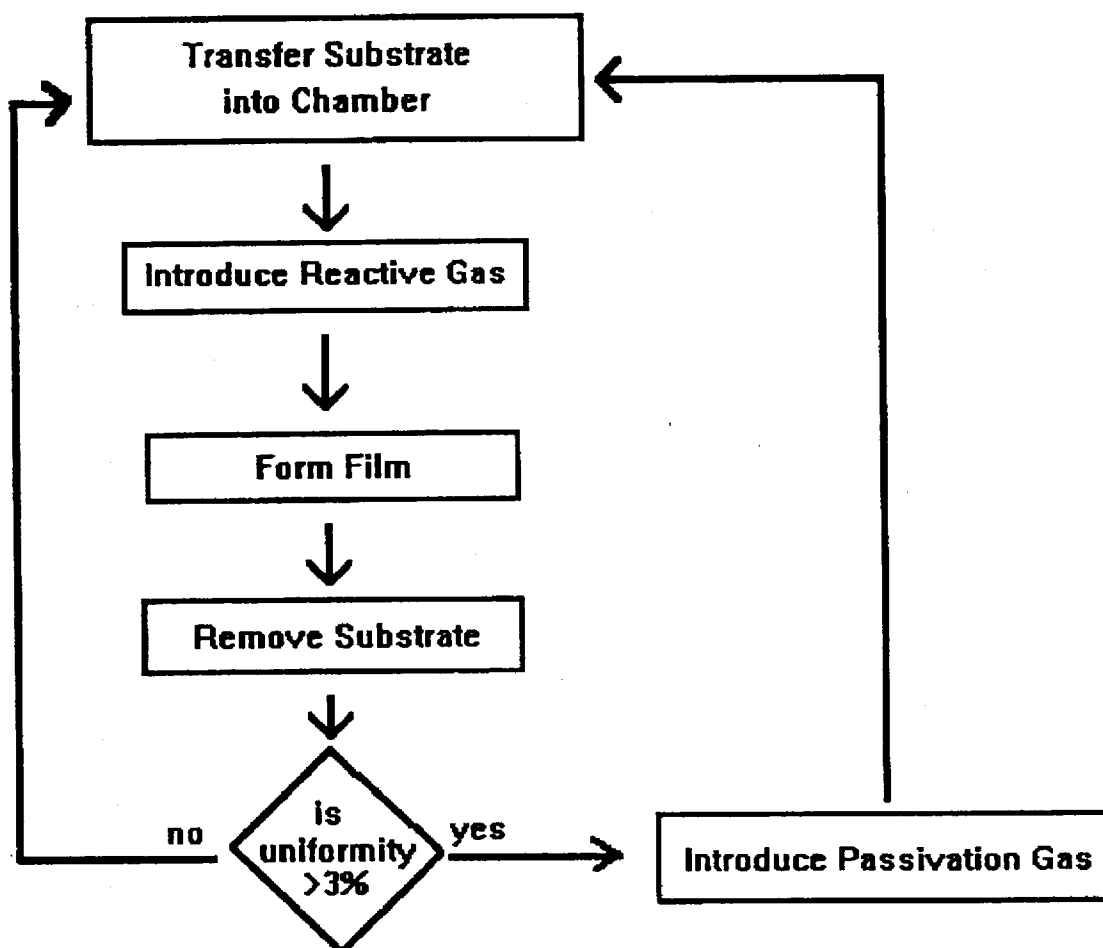 Transfer Substrate
into Chamber
Introduce Reactive Gas
Form Film
Remove Substrate
is
uniformity
>3%
no
yes
Introduce Passivation Gas